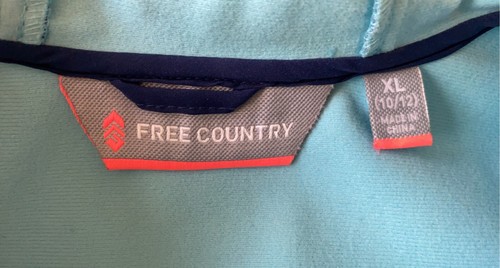 FREE COUNTRY
XL
(10/12)
MADE IN
CHINA